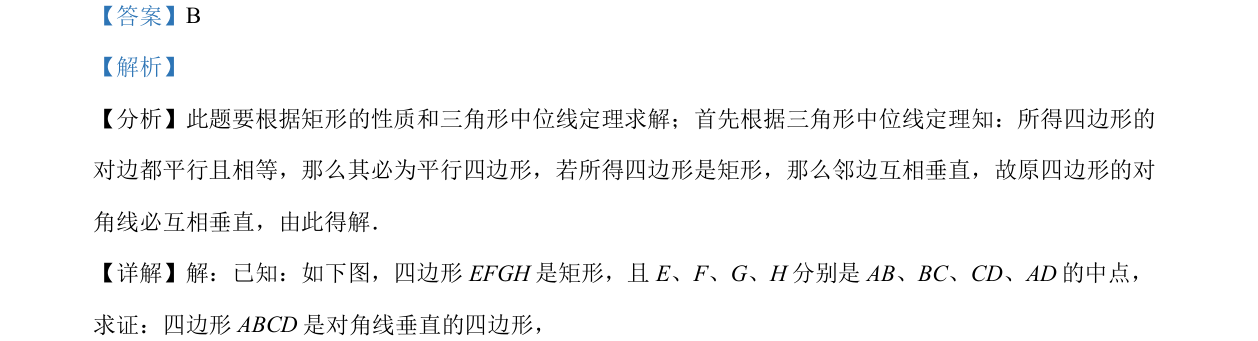 【答案】B
【解析】
【分析】此题要根据矩形的性质和三角形中位线定理求解；首先根据三角形中位线定理知：所得四边形的
对边都平行且相等，那么其必为平行四边形，若所得四边形是矩形，那么邻边互相垂直，故原四边形的对
角线必互相垂直，由此得解．
【详解】解：已知：如下图，四边形 EFGH 是矩形，且 E、F、G、H 分别是 AB、BC、CD、AD 的中点，
求证：四边形 ABCD 是对角线垂直的四边形，